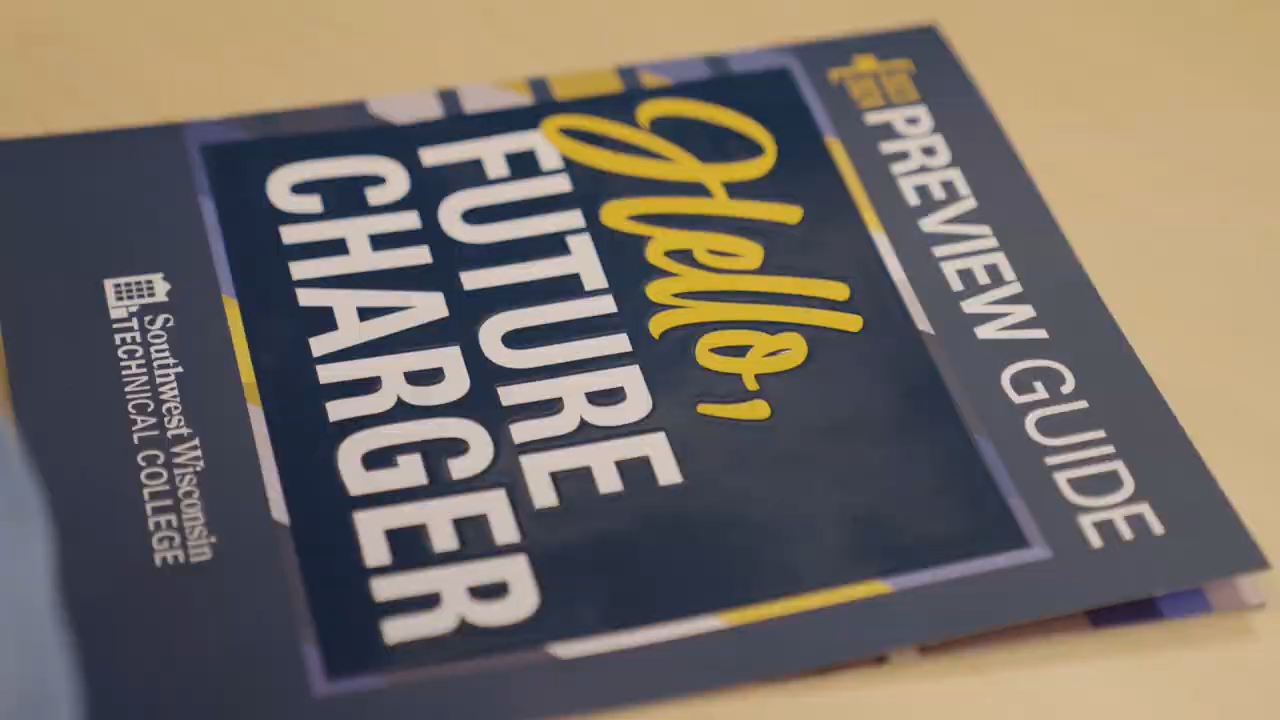 PREVIEW GUIDE
Hello,
FUTURE
CHARGER
Southwest Wisconsin
TECHNICAL COLLEGE